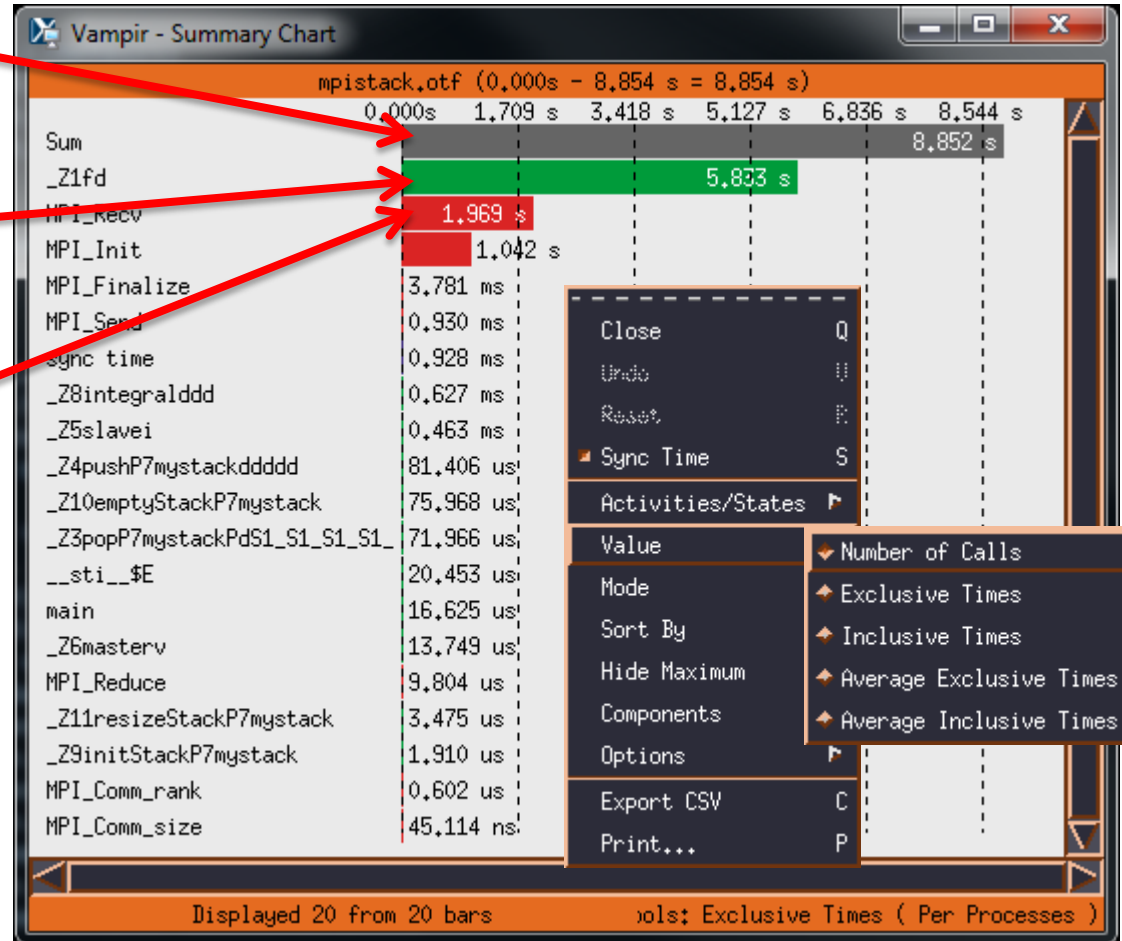 Vampir - Summary Chart
mpistack.otf (0.000s - 8.854 s = 8.854 s)
0.000s 1.709 s 3.418 s 5.127 s 6.836 s 8.544 s
Sum 8.852 s
_Z1fd 5.833 s
MPI_Recv 1.969 s
MPI_Init 1.042 s
MPI_Finalize 3.781 ms
MPI_Send 0.930 ms
sync time 0.928 ms
_Z8integralddd 0.627 ms
_Z5slavei 0.463 ms
_Z4pushP7mystackddddd 81.406 us
_Z10emptyStackP7mystack 75.968 us
_Z3popP7mystackPdS1_S1_S1_S1_ 71.966 us
__sti__$E 20.453 us
main 16.625 us
_Z6masterv 13.749 us
MPI_Reduce 9.804 us
_Z11resizeStackP7mystack 3.475 us
_Z9initStackP7mystack 1.910 us
MPI_Comm_rank 0.602 us
MPI_Comm_size 45.114 ns
Close Q
Undo U
Reset R
Sync Time S
Activities/States
Value
Mode
Sort By
Hide Maximum
Components
Options
Export CSV C
Print... P
Number of Calls
Exclusive Times
Inclusive Times
Average Exclusive Times
Average Inclusive Times
Displayed 20 from 20 bars ools: Exclusive Times ( Per Processes )